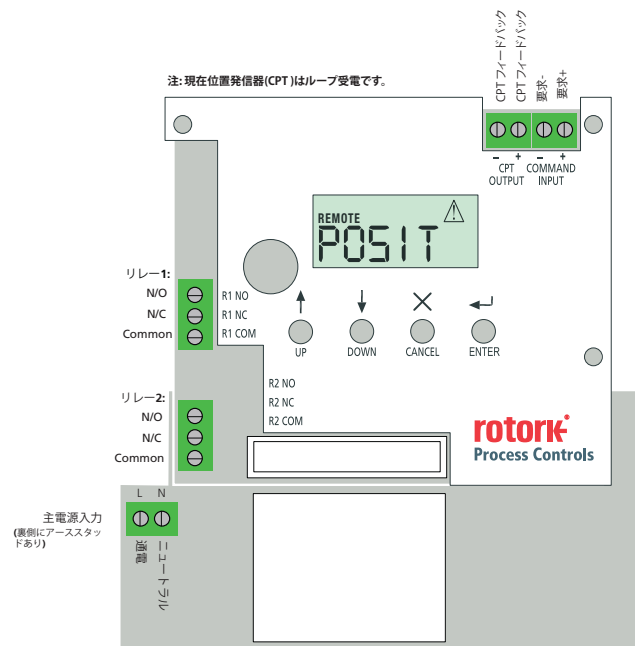 CPT フィードバック
CPT フィードバック
要求-
要求+
注: 現在位置発信器(CPT )はループ受電です。
− + − +
CPT OUTPUT
COMMAND INPUT
REMOTE
POSIT
リレー1:
N/O
N/C
Common
R1 NO
R1 NC
R1 COM
UP
DOWN
CANCEL
ENTER
R2 NO
R2 NC
R2 COM
リレー2:
N/O
N/C
Common
rotork®
Process Controls
L N
主電源入力
(裏側にアーススタッ
ドあり)
通電
ニュートラル